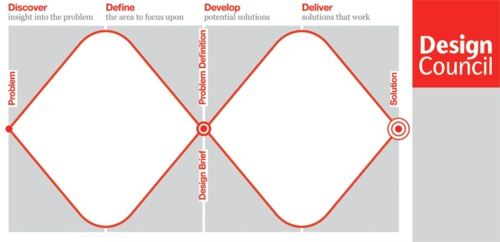 Discover
insight into the problem
Define
the area to focus upon
Develop
potential solutions
Deliver
solutions that work
Problem
Problem Definition
Design Brief
Solution
Design
Council